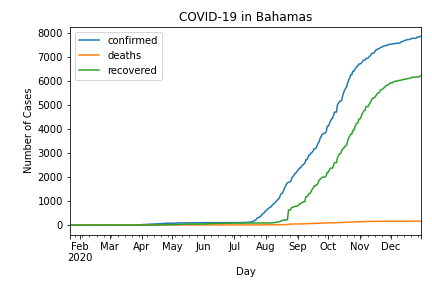 COVID-19 in Bahamas
confirmed
deaths
recovered
Number of Cases
8000
7000
6000
5000
4000
3000
2000
1000
0
Feb Mar Apr May Jun Jul Aug Sep Oct Nov Dec
2020
Day